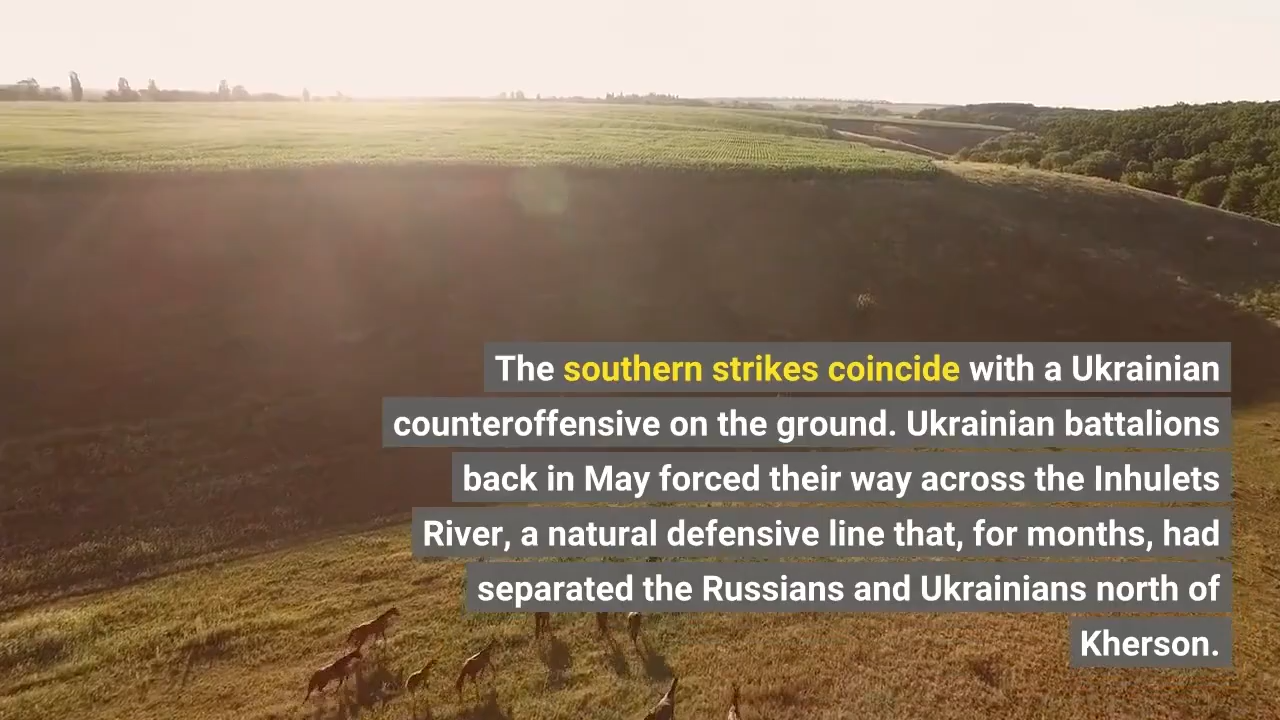 The southern strikes coincide with a Ukrainian
counteroffensive on the ground. Ukrainian battalions
back in May forced their way across the Inhulets
River, a natural defensive line that, for months, had
separated the Russians and Ukrainians north of
Kherson.